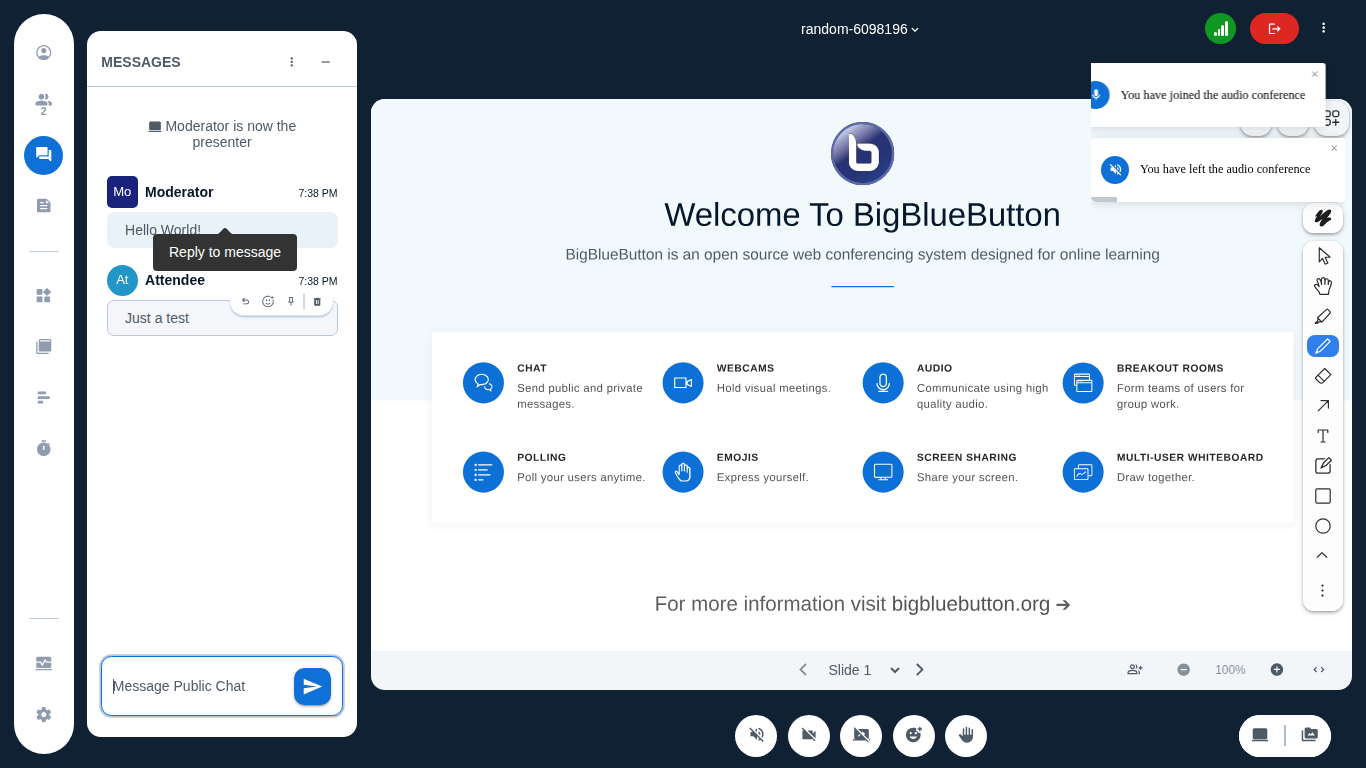 random-6098196
MESSAGES
2
Moderator is now the
presenter
Mo
Moderator
7:38 PM
Hello World!
Reply to message
At
Attendee
7:38 PM
Just a test
Message Public Chat
You have joined the audio conference
You have left the audio conference
Welcome To BigBlueButton
BigBlueButton is an open source web conferencing system designed for online learning
CHAT
Send public and private
messages.
WEBCAMS
Hold visual meetings.
AUDIO
Communicate using high
quality audio.
BREAKOUT ROOMS
Form teams of users for
group work.
POLLING
Poll your users anytime.
EMOJIS
Express yourself.
SCREEN SHARING
Share your screen.
MULTI-USER WHITEBOARD
Draw together.
For more information visit bigbluebutton.org ➔
Slide 1
100%